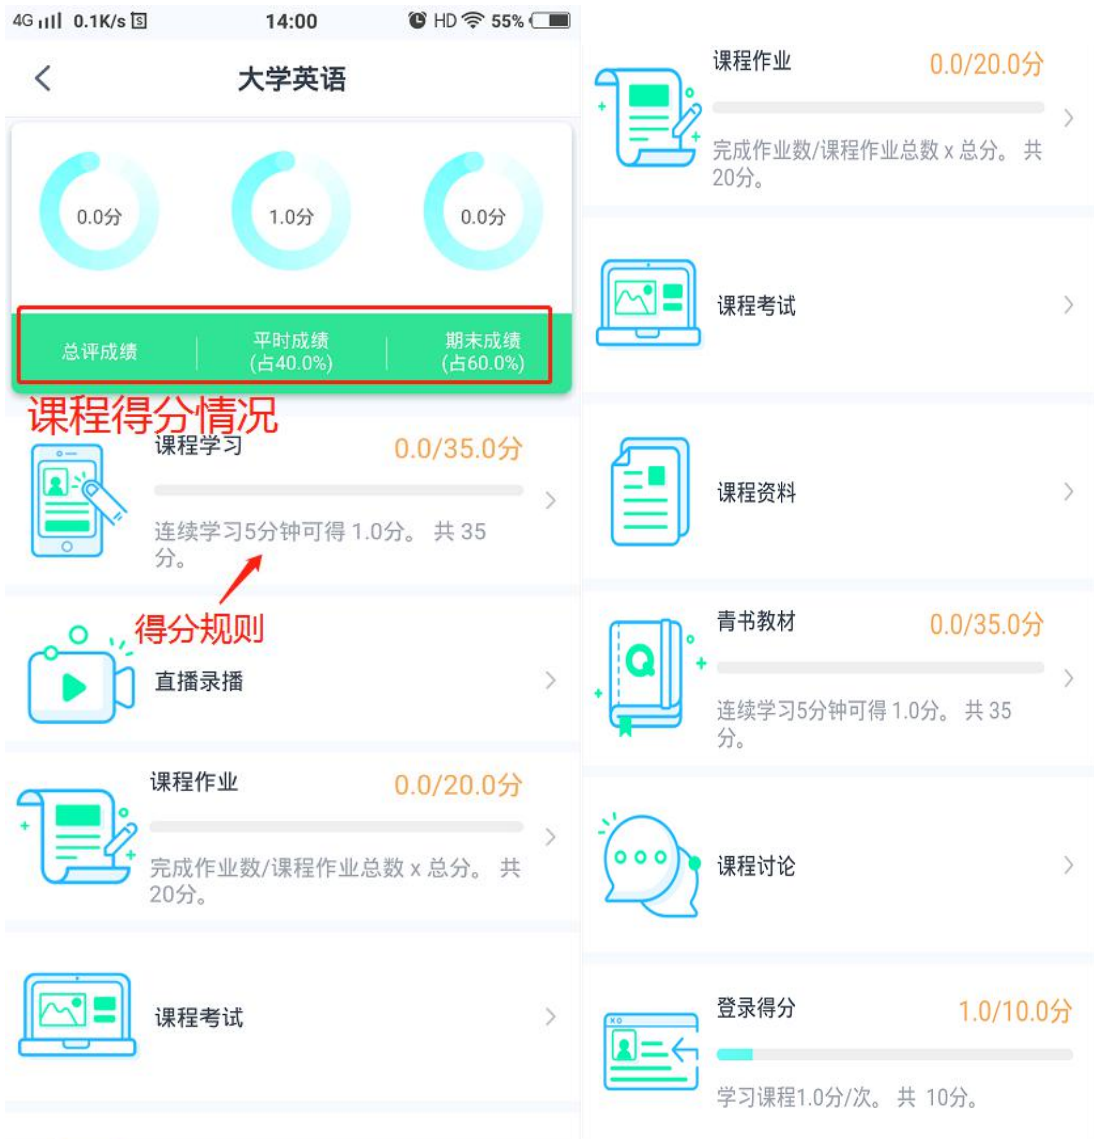 4G 0.1K/s 14:00 HD 55%
大学英语
0.0分 1.0分 0.0分
总评成绩 平时成绩 期末成绩
(占40.0%) (占60.0%)
课程得分情况
课程学习 0.0/35.0分
连续学习5分钟可得 1.0分。 共 35
分。
得分规则
直播录播
课程作业 0.0/20.0分
完成作业数/课程作业总数 x 总分。 共
20分。
课程考试
课程作业 0.0/20.0分
完成作业数/课程作业总数 x 总分。 共
20分。
课程考试
课程资料
青书教材 0.0/35.0分
Q
连续学习5分钟可得 1.0分。 共 35
分。
课程讨论
登录得分 1.0/10.0分
学习课程1.0分/次。 共 10分。